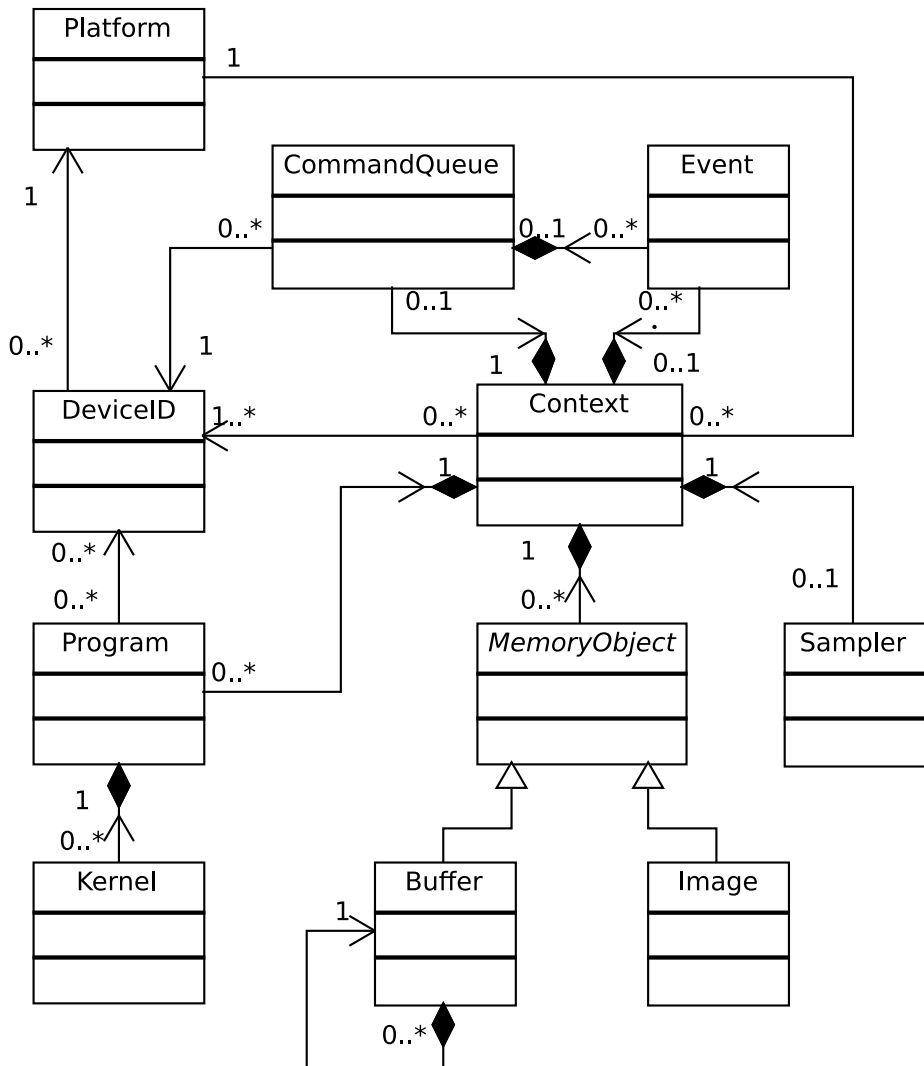 Platform
1
CommandQueue
Event
1
0..*
0..1
0..*
0..1
0..*
.
0..*
1
1
0..1
DeviceID
Context
1..*
0..*
0..*
1
1
0..*
1
0..*
0..*
0..1
Program
MemoryObject
Sampler
0..*
1
0..*
Kernel
Buffer
Image
1
0..*